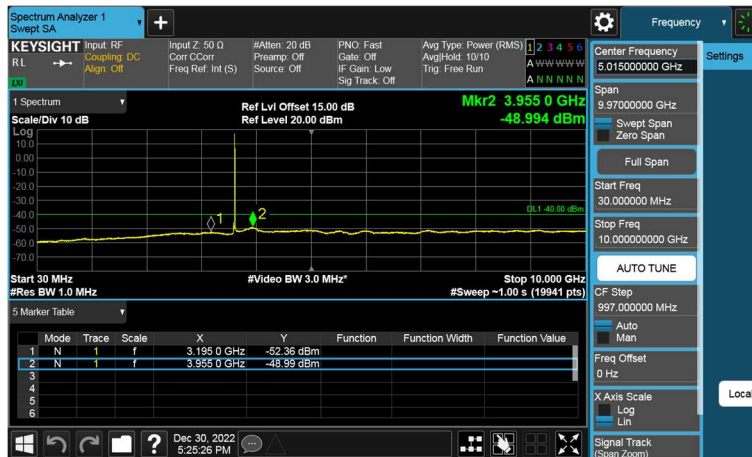 Spectrum Analyzer 1
Swept SA
+
Frequency
KEYSIGHT
RL
LXI
Input: RF
Coupling: DC
Align: Off
Input Z: 50 Ω
Corr CCorr
Freq Ref: Int (S)
#Atten: 20 dB
Preamp: Off
Source: Off
PNO: Fast
Gate: Off
IF Gain: Low
Sig Track: Off
Avg Type: Power (RMS)
Avg|Hold: 10/10
Trig: Free Run
1 2 3 4 5 6
A W W W W W
A N N N N N
1 Spectrum
Scale/Div 10 dB
Ref Lvl Offset 15.00 dB
Ref Level 20.00 dBm
Mkr2 3.955 0 GHz
-48.994 dBm
Log
10.0
0.00
-10.0
-20.0
-30.0
-40.0
-50.0
-60.0
-70.0
1
2
DL1 -40.00 dBm
Start 30 MHz
#Res BW 1.0 MHz
#Video BW 3.0 MHz*
Stop 10.000 GHz
#Sweep ~1.00 s (19941 pts)
5 Marker Table
Mode Trace Scale X Y Function Function Width Function Value
1 N 1 f 3.195 0 GHz -52.36 dBm
2 N 1 f 3.955 0 GHz -48.99 dBm
3
4
5
6
?
Dec 30, 2022
5:25:26 PM
Center Frequency
5.015000000 GHz
Settings
Span
9.97000000 GHz
Swept Span
Zero Span
Full Span
Start Freq
30.000000 MHz
Stop Freq
10.000000000 GHz
AUTO TUNE
CF Step
997.000000 MHz
Auto
Man
Freq Offset
0 Hz
X Axis Scale
Log
Lin
Local
Signal Track
(Span Zoom)